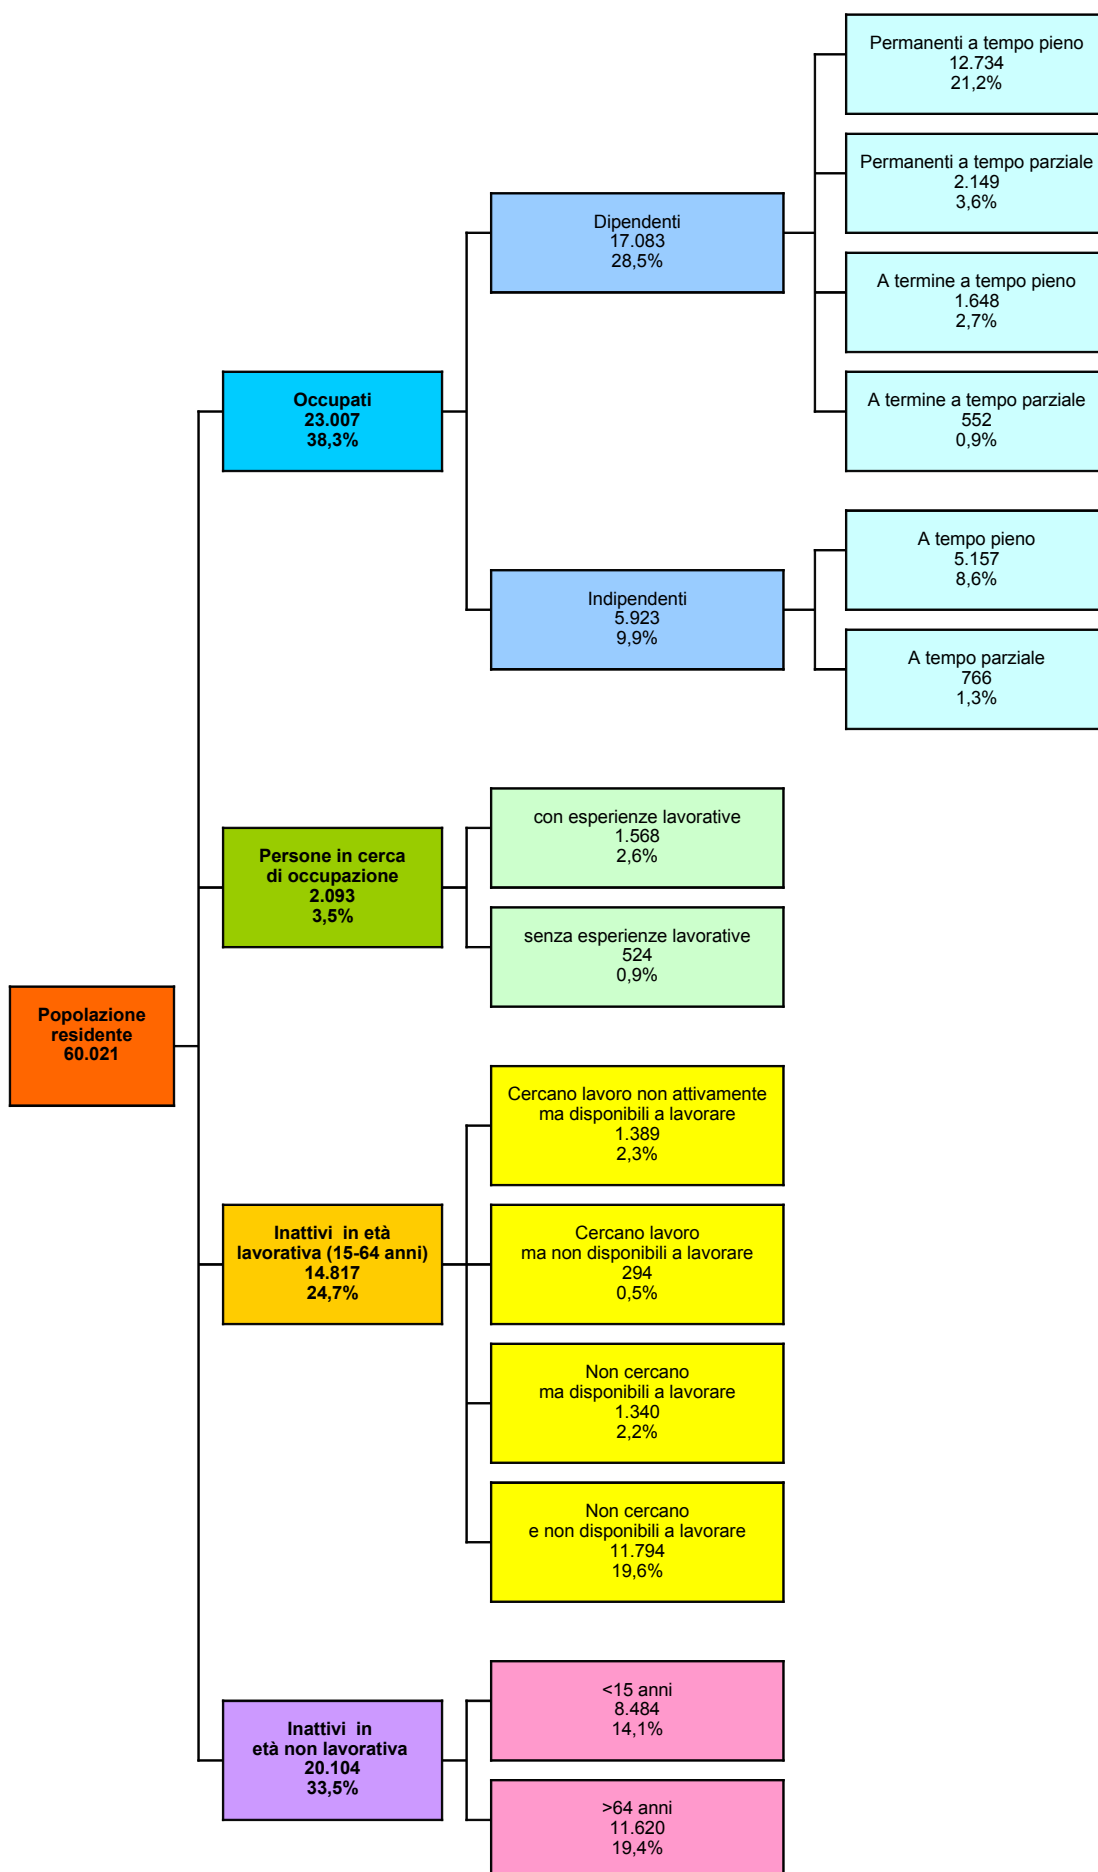 Permanenti a tempo pieno
12.734
21,2%
Permanenti a tempo parziale
2.149
3,6%
Dipendenti
17.083
28,5%
A termine a tempo pieno
1.648
2,7%
Occupati
23.007
38,3%
A termine a tempo parziale
552
0,9%
A tempo pieno
5.157
8,6%
Indipendenti
5.923
9,9%
A tempo parziale
766
1,3%
con esperienze lavorative
1.568
2,6%
Persone in cerca
di occupazione
2.093
3,5%
senza esperienze lavorative
524
0,9%
Popolazione
residente
60.021
Cercano lavoro non attivamente
ma disponibili a lavorare
1.389
2,3%
Inattivi in età
lavorativa (15-64 anni)
14.817
24,7%
Cercano lavoro
ma non disponibili a lavorare
294
0,5%
Non cercano
ma disponibili a lavorare
1.340
2,2%
Non cercano
e non disponibili a lavorare
11.794
19,6%
<15 anni
8.484
14,1%
Inattivi in
età non lavorativa
20.104
33,5%
>64 anni
11.620
19,4%